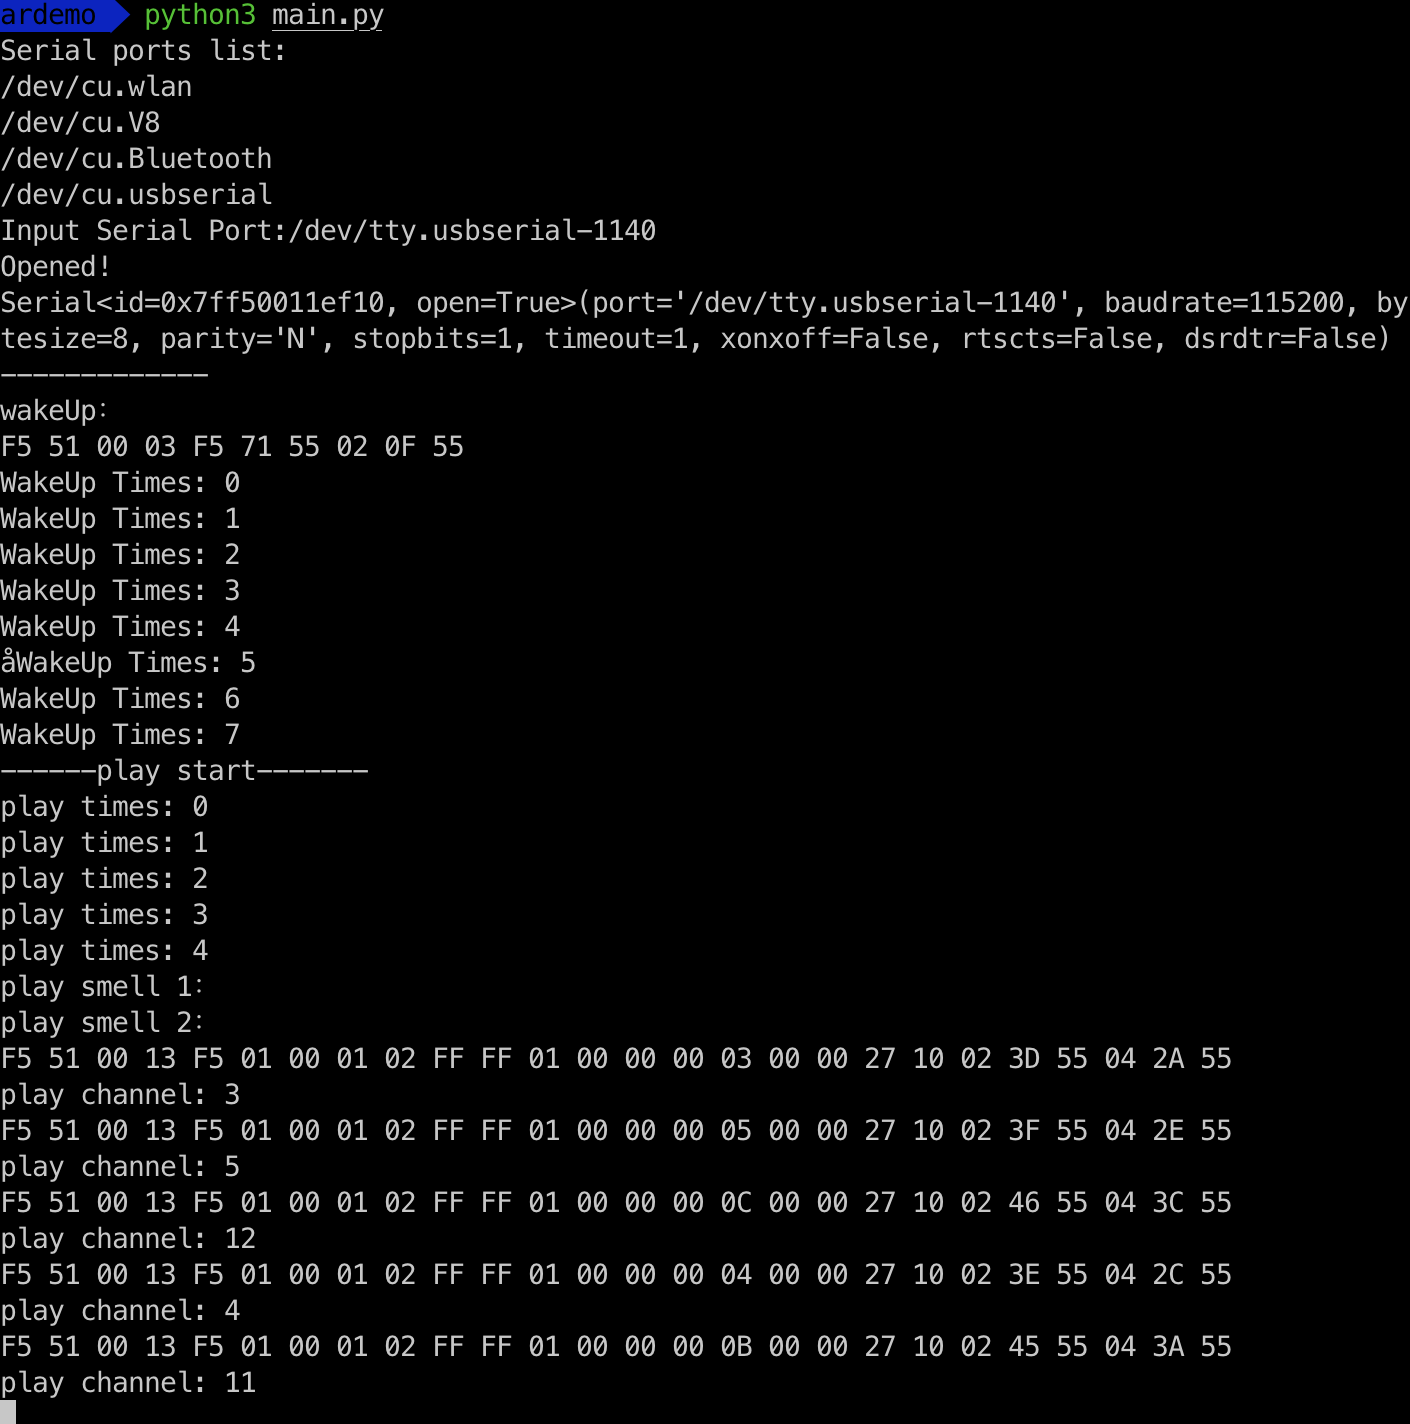 ardemo python3 main.py
Serial ports list:
/dev/cu.wlan
/dev/cu.V8
/dev/cu.Bluetooth
/dev/cu.usbserial
Input Serial Port:/dev/tty.usbserial-1140
Opened!
Serial<id=0x7ff50011ef10, open=True>(port='/dev/tty.usbserial-1140', baudrate=115200, by
tesize=8, parity='N', stopbits=1, timeout=1, xonxoff=False, rtscts=False, dsrdtr=False)
-------------
wakeUp：
F5 51 00 03 F5 71 55 02 0F 55
WakeUp Times: 0
WakeUp Times: 1
WakeUp Times: 2
WakeUp Times: 3
WakeUp Times: 4
åWakeUp Times: 5
WakeUp Times: 6
WakeUp Times: 7
------play start-------
play times: 0
play times: 1
play times: 2
play times: 3
play times: 4
play smell 1：
play smell 2：
F5 51 00 13 F5 01 00 01 02 FF FF 01 00 00 00 03 00 00 27 10 02 3D 55 04 2A 55
play channel: 3
F5 51 00 13 F5 01 00 01 02 FF FF 01 00 00 00 05 00 00 27 10 02 3F 55 04 2E 55
play channel: 5
F5 51 00 13 F5 01 00 01 02 FF FF 01 00 00 00 0C 00 00 27 10 02 46 55 04 3C 55
play channel: 12
F5 51 00 13 F5 01 00 01 02 FF FF 01 00 00 00 04 00 00 27 10 02 3E 55 04 2C 55
play channel: 4
F5 51 00 13 F5 01 00 01 02 FF FF 01 00 00 00 0B 00 00 27 10 02 45 55 04 3A 55
play channel: 11